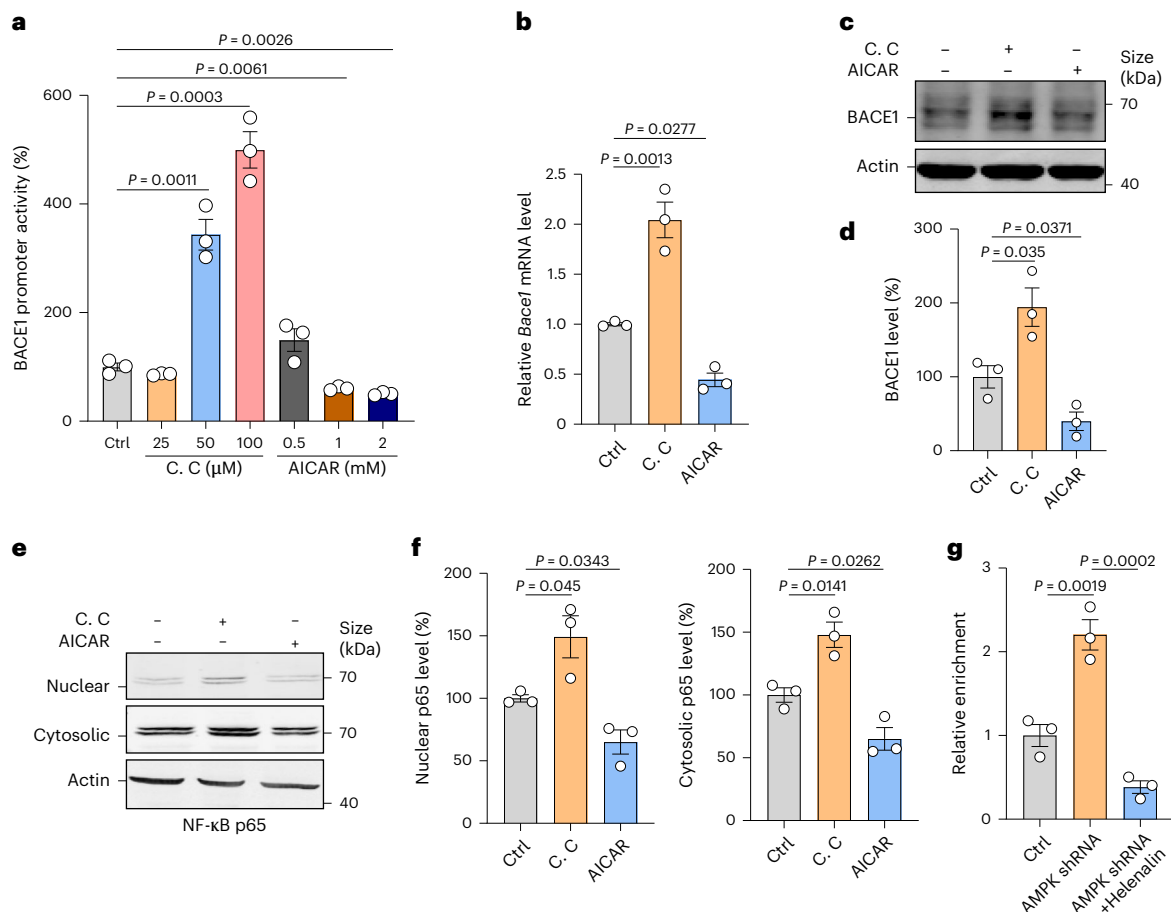 a
P = 0.0026
P = 0.0061
P = 0.0003
P = 0.0011
BACE1 promoter activity (%)
600
400
200
0
Ctrl 25 50 100 0.5 1 2
C. C (µM) AICAR (mM)
b
P = 0.0277
P = 0.0013
Relative Bace1 mRNA level
2.5
2.0
1.5
1.0
0.5
0
Ctrl C. C AICAR
c
C. C – + –
AICAR – – +
Size
(kDa)
BACE1
70
Actin
40
d
P = 0.0371
P = 0.035
BACE1 level (%)
300
200
100
0
Ctrl C. C AICAR
e
C. C – + –
AICAR – – +
Size
(kDa)
Nuclear
70
Cytosolic
70
Actin
40
NF-κB p65
f
P = 0.0343
P = 0.045
Nuclear p65 level (%)
200
150
100
50
0
Ctrl C. C AICAR
P = 0.0262
P = 0.0141
Cytosolic p65 level (%)
200
150
100
50
0
Ctrl C. C AICAR
g
P = 0.0002
P = 0.0019
Relative enrichment
3
2
1
0
Ctrl
AMPK shRNA
AMPK shRNA
+Helenalin